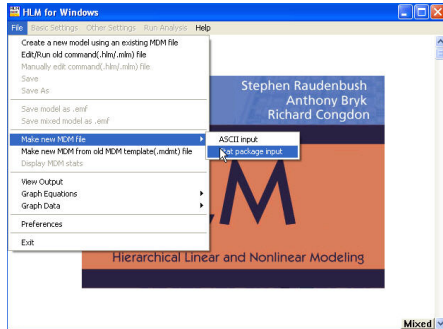 HLM for Windows
File Basic Settings Other Settings Run Analysis Help
Create a new model using an existing MDM file
Edit/Run old command(.hlm/.mlm) file
Manually edit command(.hlm/.mlm) file
Save
Save As
Save model as .emf
Save mixed model as .emf
Make new MDM file
ASCII input
Stat package input
Make new MDM from old MDM template(.mdmt) file
Display MDM stats
View Output
Graph Equations
Graph Data
Preferences
Exit
Stephen Raudenbush
Anthony Bryk
Richard Congdon
M
Hierarchical Linear and Nonlinear Modeling
Mixed